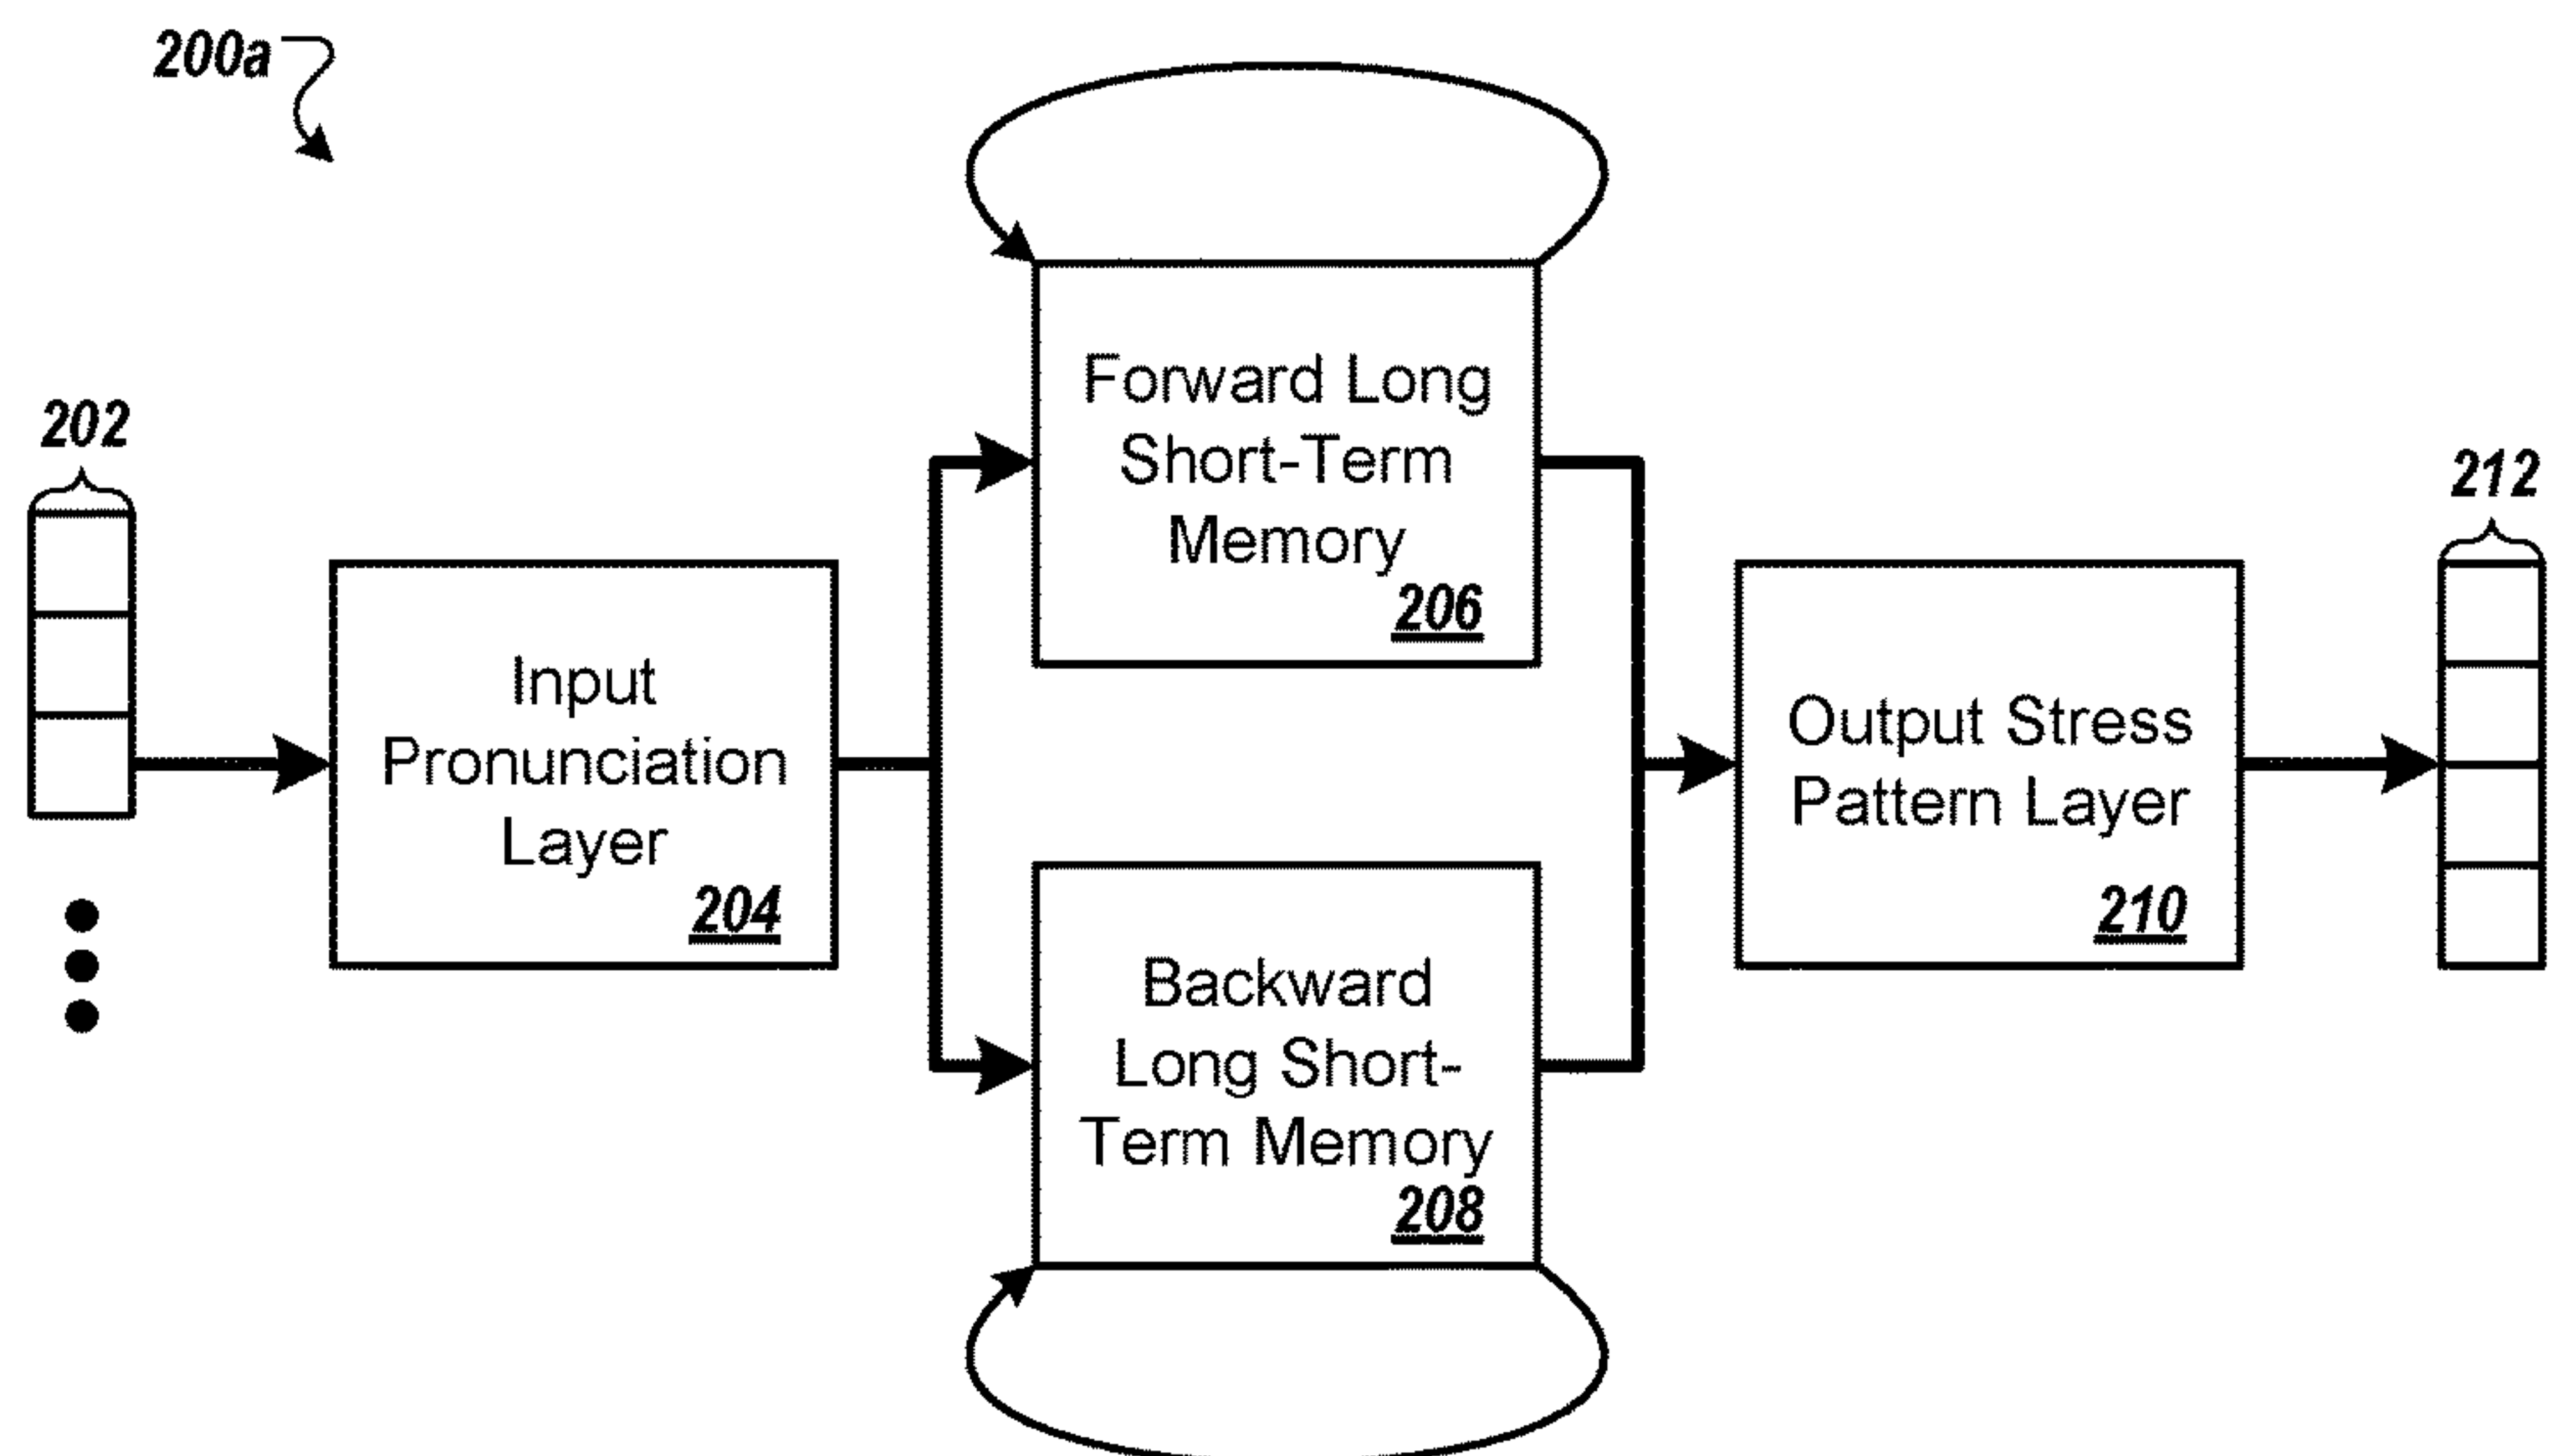 200a
202
Input
Pronunciation
Layer
204
Forward Long
Short-Term
Memory
206
Backward
Long Short-
Term Memory
208
Output Stress
Pattern Layer
210
212